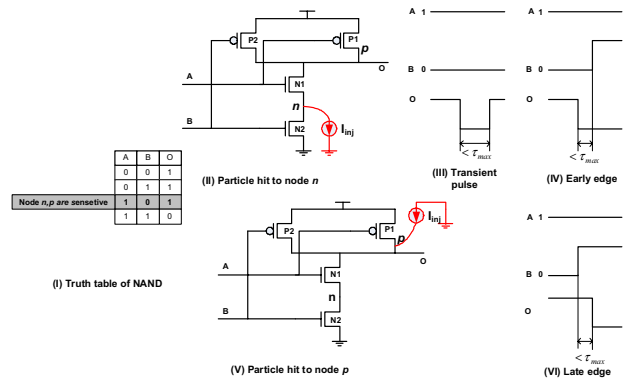 P2
P1
p
O
A
N1
n
B
N2
I inj
(II) Particle hit to node n
A 1
B 0
O
< τ max
(III) Transient
pulse
A 1
B 0
O
< τ max
(IV) Early edge
A B O
0 0 1
0 1 1
Node n,p are sensetive 1 0 1
1 1 0
(I) Truth table of NAND
I inj
P2
P1
p
O
A
N1
n
B
N2
(V) Particle hit to node p
A 1
B 0
O
< τ max
(VI) Late edge